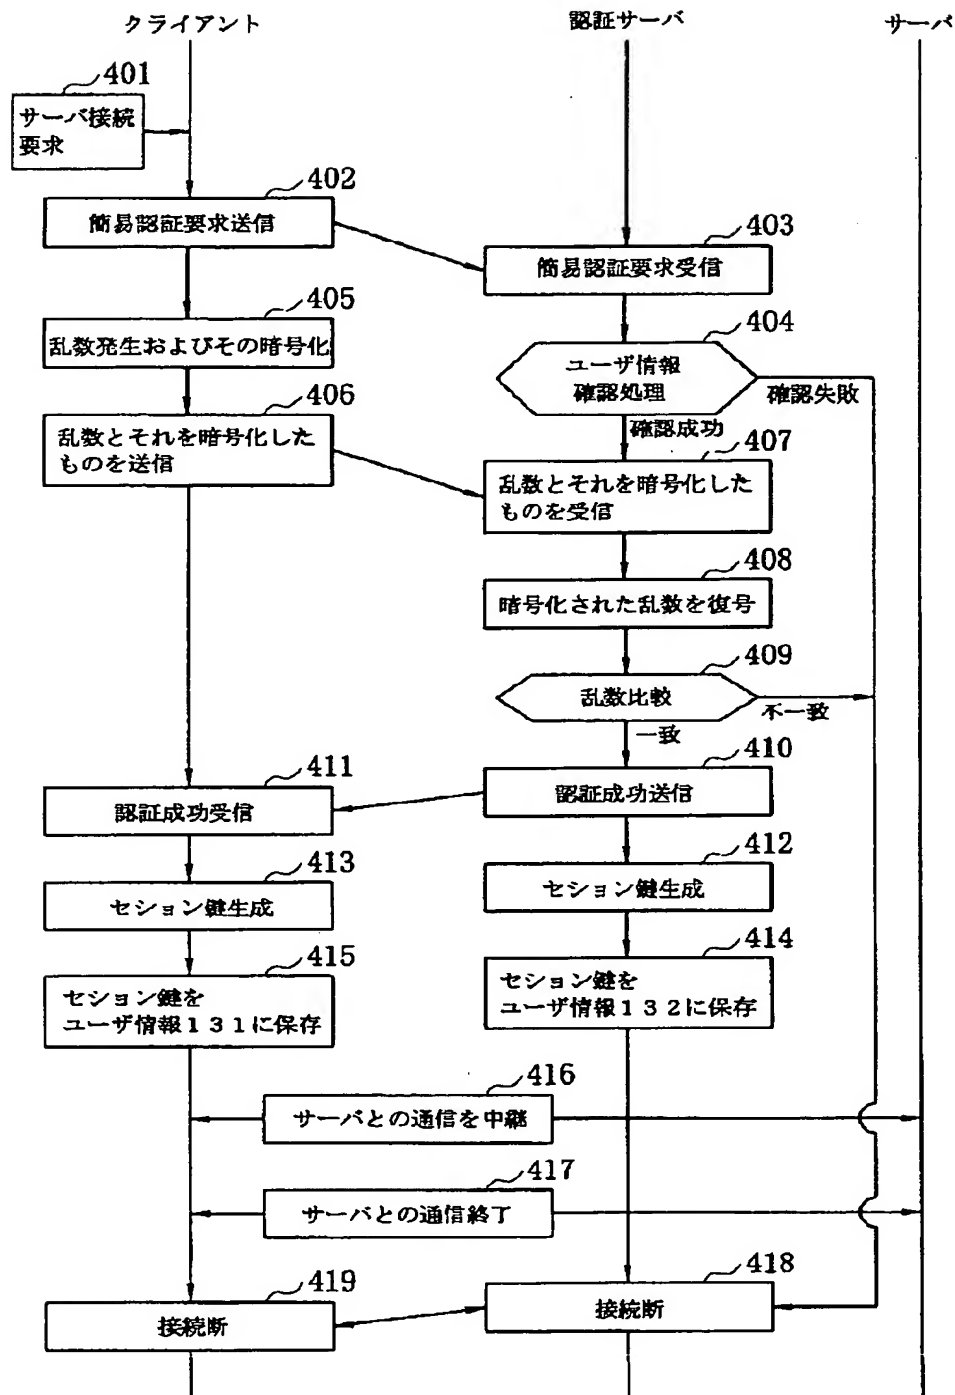 クライアント
認証サーバ
サーバ
401
サーバ接続
要求
402
簡易認証要求送信
403
簡易認証要求受信
405
乱数発生およびその暗号化
404
ユーザ情報
確認処理
確認失敗
確認成功
406
乱数とそれを暗号化した
ものを送信
407
乱数とそれを暗号化した
ものを受信
408
暗号化された乱数を復号
409
乱数比較
不一致
一致
410
認証成功送信
411
認証成功受信
412
セション鍵生成
413
セション鍵生成
414
セション鍵を
ユーザ情報132に保存
415
セション鍵を
ユーザ情報131に保存
416
サーバとの通信を中継
417
サーバとの通信終了
418
接続断
419
接続断